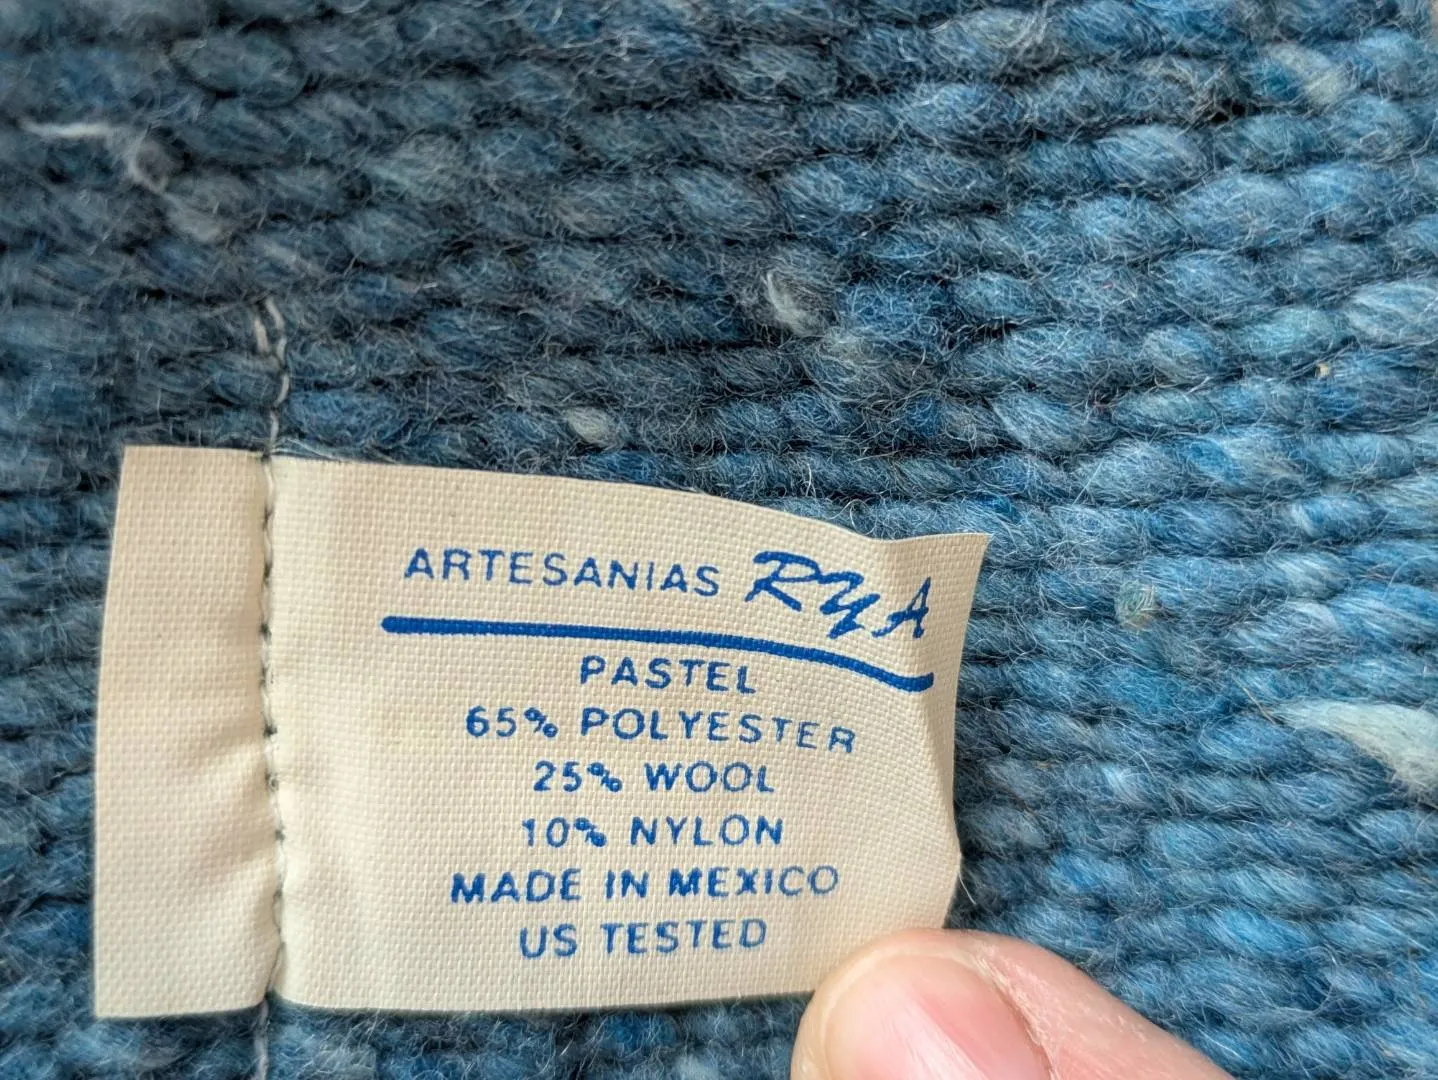 ARTESANIAS RYA
PASTEL
65% POLYESTER
25% WOOL
10% NYLON
MADE IN MEXICO
US TESTED